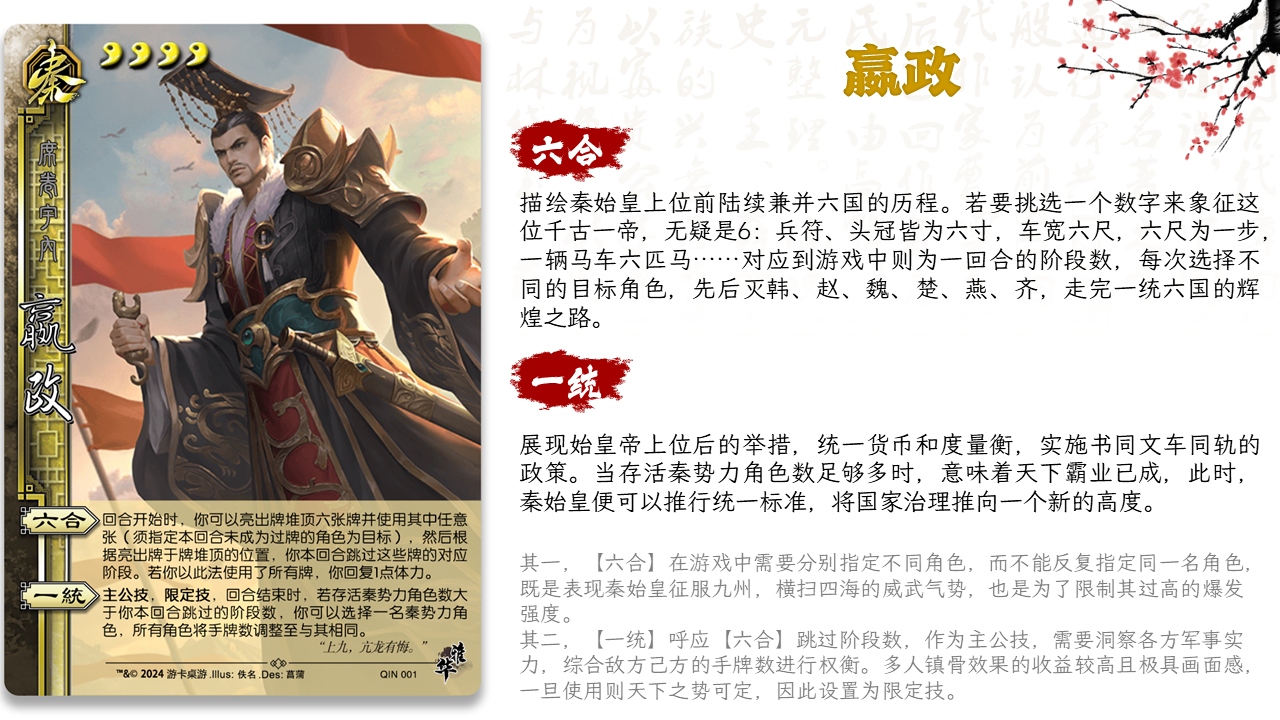 秦
席卷宇内
嬴政
六合
回合开始时，你可以亮出牌堆顶六张牌并使用其中任意
张（须指定本回合未成为过牌的角色为目标），然后根
据亮出牌于牌堆顶的位置，你本回合跳过这些牌的对应
阶段。若你以此法使用了所有牌，你回复1点体力。
一統
主公技，限定技，回合结束时，若存活秦势力角色数大
于你本回合跳过的阶段数，你可以选择一名秦势力角
色，所有角色将手牌数调整至与其相同。
“上九，亢龙有悔。”
™&© 2024 游卡桌游 .Illus: 佚名 .Des: 菖蒲
QIN 001
嬴政
六合
描绘秦始皇上位前陆续兼并六国的历程。若要挑选一个数字来象征这
位千古一帝，无疑是6：兵符、头冠皆为六寸，车宽六尺，六尺为一步，
一辆马车六匹马……对应到游戏中则为一回合的阶段数，每次选择不
同的目标角色，先后灭韩、赵、魏、楚、燕、齐，走完一统六国的辉
煌之路。
一统
展现始皇帝上位后的举措，统一货币和度量衡，实施书同文车同轨的
政策。当存活秦势力角色数足够多时，意味着天下霸业已成，此时，
秦始皇便可以推行统一标准，将国家治理推向一个新的高度。
其一，【六合】在游戏中需要分别指定不同角色，而不能反复指定同一名角色，
既是表现秦始皇征服九州，横扫四海的威武气势，也是为了限制其过高的爆发
强度。
其二，【一统】呼应【六合】跳过阶段数，作为主公技，需要洞察各方军事实
力，综合敌方己方的手牌数进行权衡。多人镇骨效果的收益较高且极具画面感，
一旦使用则天下之势可定，因此设置为限定技。